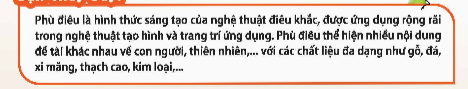 Phù điêu là hình thức sáng tạo của nghệ thuật điêu khắc, được ứng dụng rộng rãi
trong nghệ thuật tạo hình và trang trí ứng dụng. Phù điêu thể hiện nhiều nội dung
đề tài khác nhau về con người, thiên nhiên,... với các chất liệu đa dạng như gỗ, đá,
xi măng, thạch cao, kim loại,...